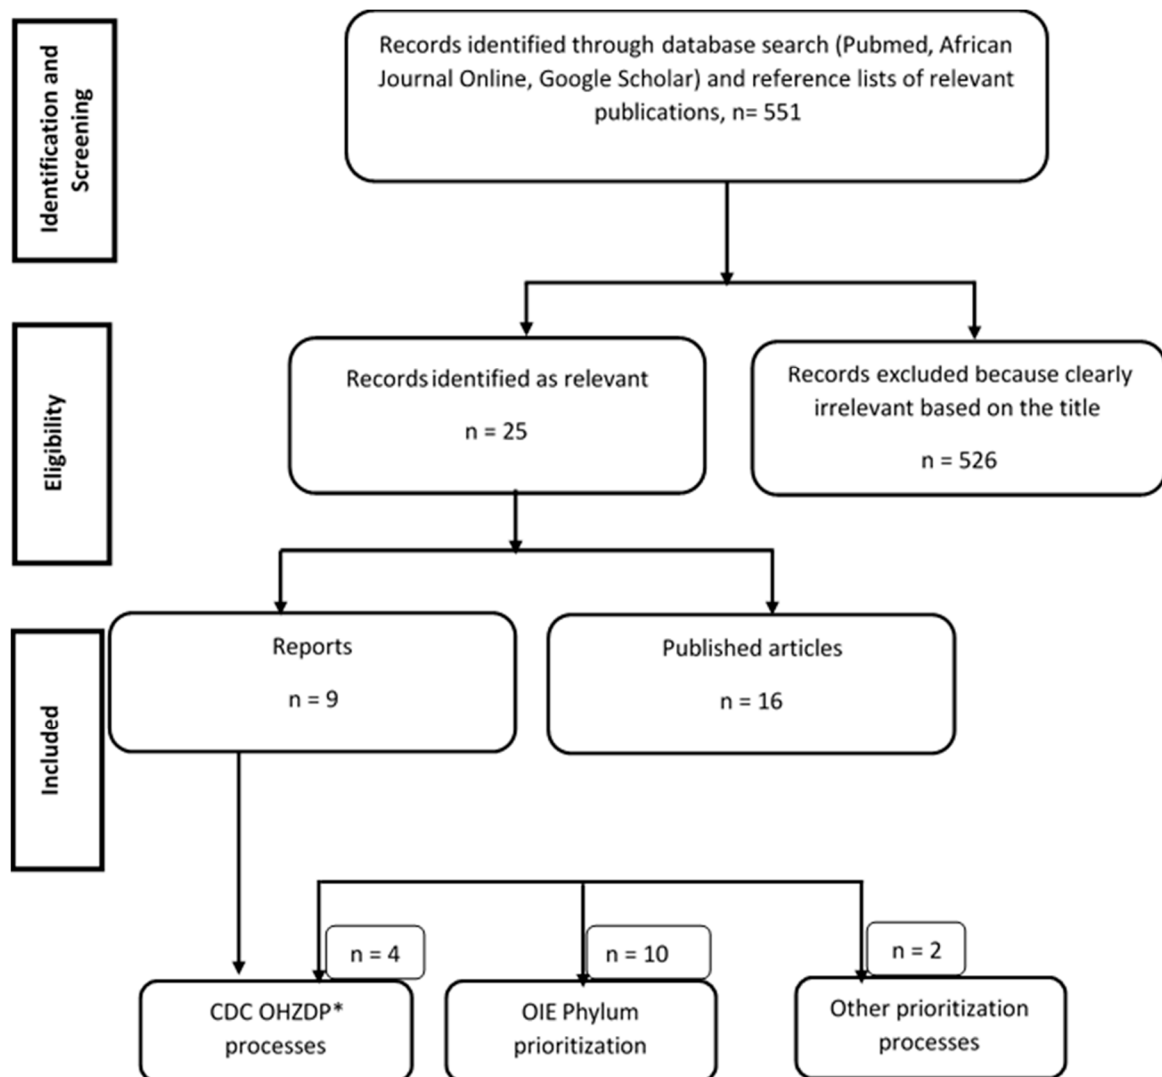 Identification and
Screening
Records identified through database search (Pubmed, African
Journal Online, Google Scholar) and reference lists of relevant
publications, n= 551
Eligibility
Records identified as relevant
n = 25
Records excluded because clearly
irrelevant based on the title
n = 526
Included
Reports
n = 9
Published articles
n = 16
n = 4
n = 10
n = 2
CDC OHZDP*
processes
OIE Phylum
prioritization
Other prioritization
processes